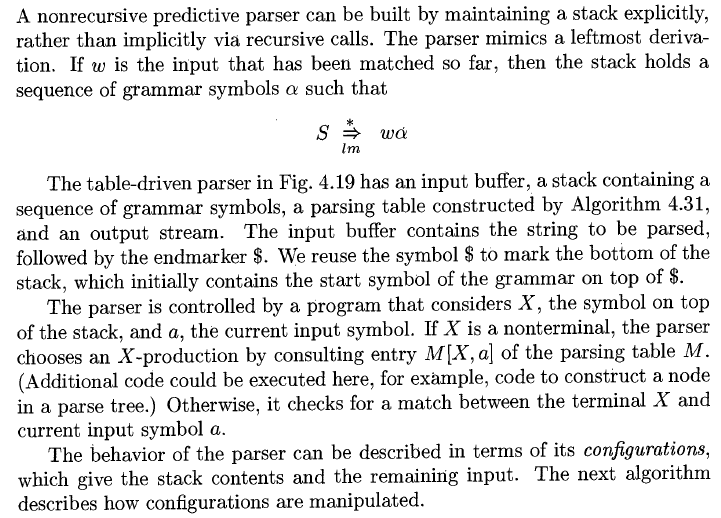 A nonrecursive predictive parser can be built by maintaining a stack explicitly,
rather than implicitly via recursive calls. The parser mimics a leftmost deriva-
tion. If w is the input that has been matched so far, then the stack holds a
sequence of grammar symbols α such that
S ⇒ wα
*
lm
The table-driven parser in Fig. 4.19 has an input buffer, a stack containing a
sequence of grammar symbols, a parsing table constructed by Algorithm 4.31,
and an output stream. The input buffer contains the string to be parsed,
followed by the endmarker $. We reuse the symbol $ to mark the bottom of the
stack, which initially contains the start symbol of the grammar on top of $.
The parser is controlled by a program that considers X, the symbol on top
of the stack, and a, the current input symbol. If X is a nonterminal, the parser
chooses an X-production by consulting entry M[X, a] of the parsing table M.
(Additional code could be executed here, for example, code to construct a node
in a parse tree.) Otherwise, it checks for a match between the terminal X and
current input symbol a.
The behavior of the parser can be described in terms of its configurations,
which give the stack contents and the remaining input. The next algorithm
describes how configurations are manipulated.